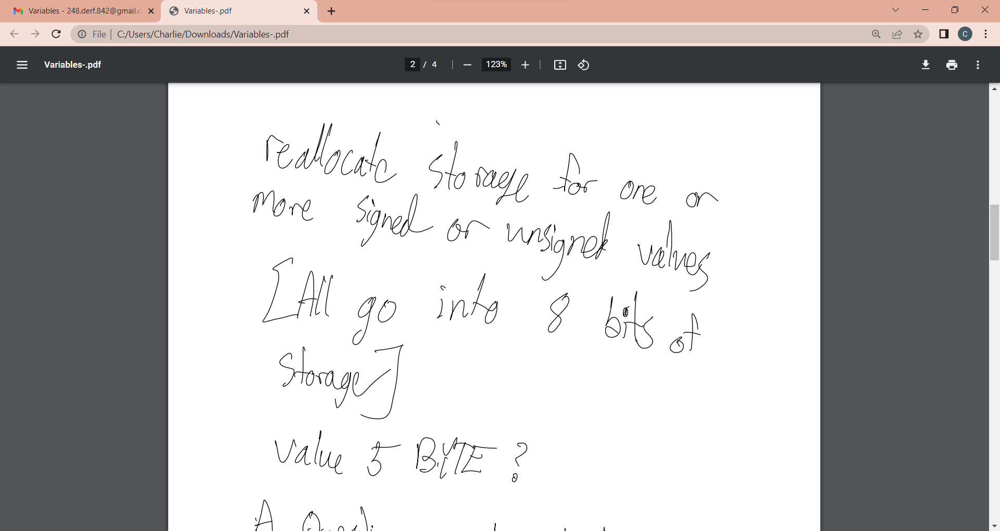 Variables - 248.derf.842@gmail.c
Variables-.pdf
File
C:/Users/Charlie/Downloads/Variables-.pdf
C
Variables-.pdf
2 / 4
123%
reallocate storage for one or
more signed or unsigned values
[All go into 8 bits of
Storage]
value 5 BYTE ?
A